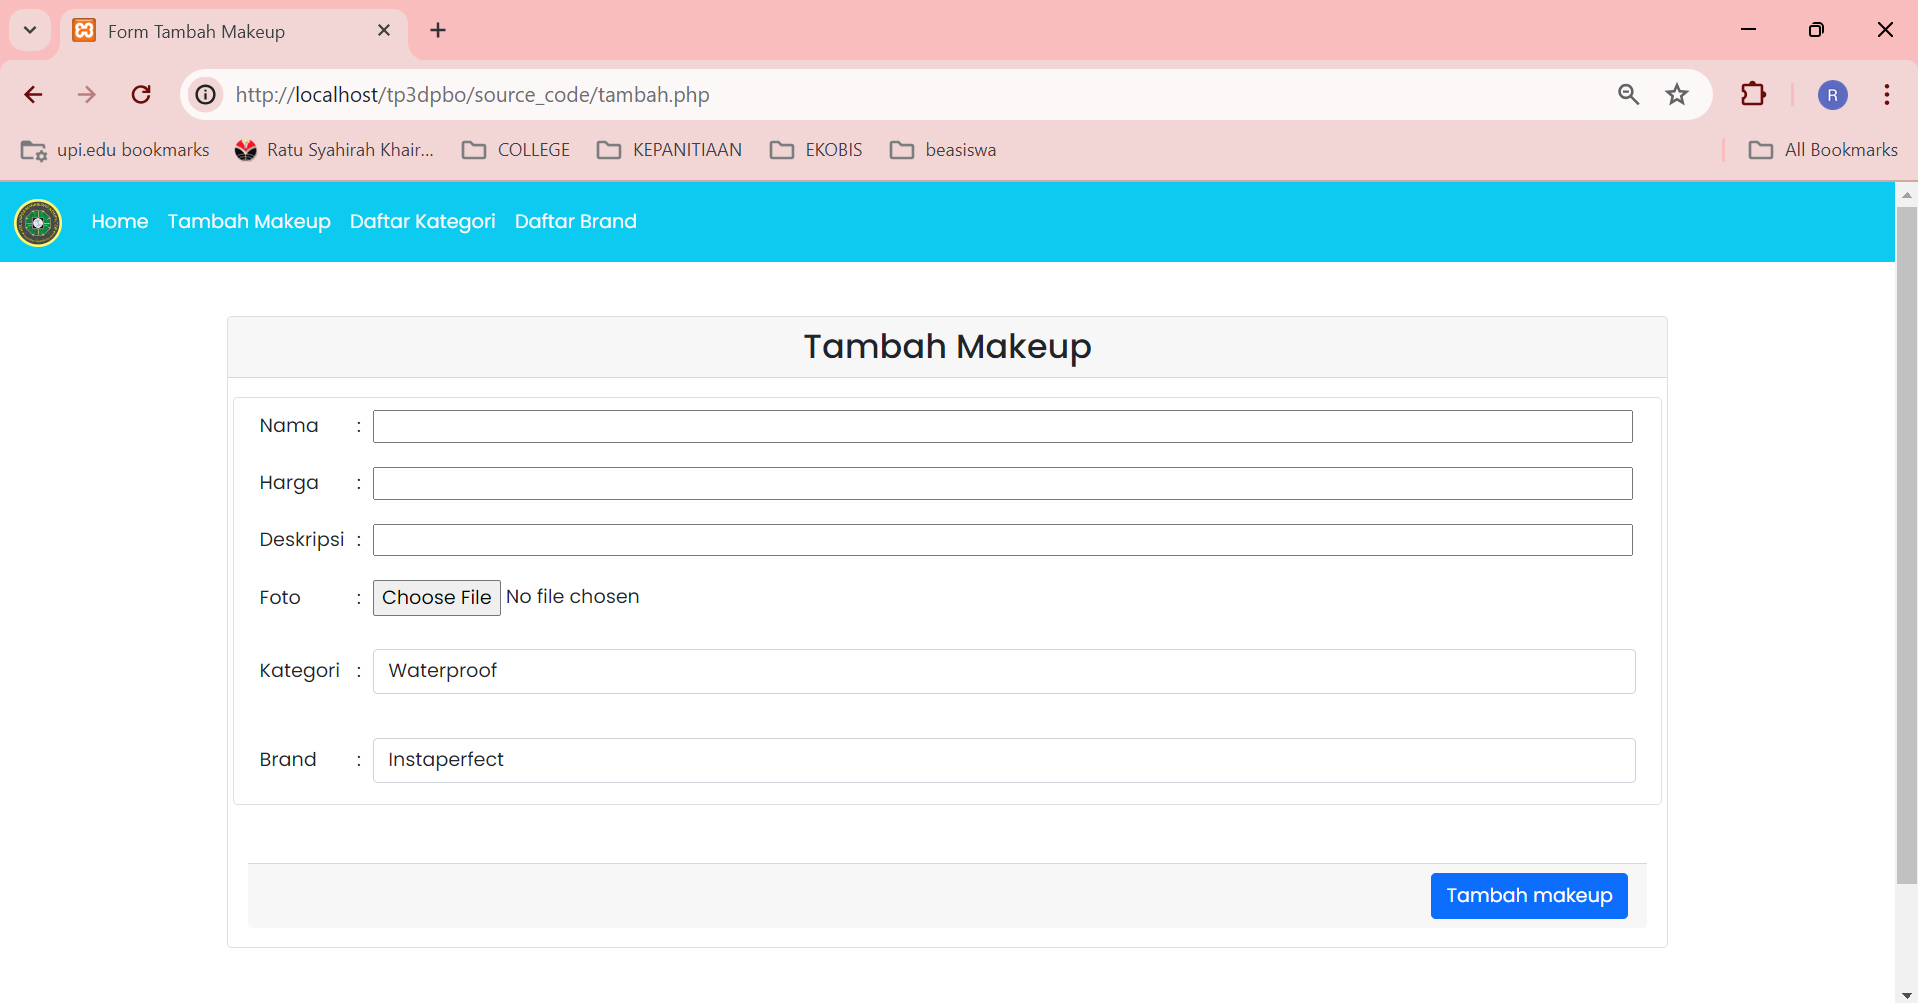 Form Tambah Makeup
http://localhost/tp3dpbo/source_code/tambah.php
R
upi.edu bookmarks
Ratu Syahirah Khair...
COLLEGE
KEPANITIAAN
EKOBIS
beasiswa
All Bookmarks
Home Tambah Makeup Daftar Kategori Daftar Brand
Tambah Makeup
Nama :
Harga :
Deskripsi :
Foto : Choose File No file chosen
Kategori : Waterproof
Brand : Instaperfect
Tambah makeup